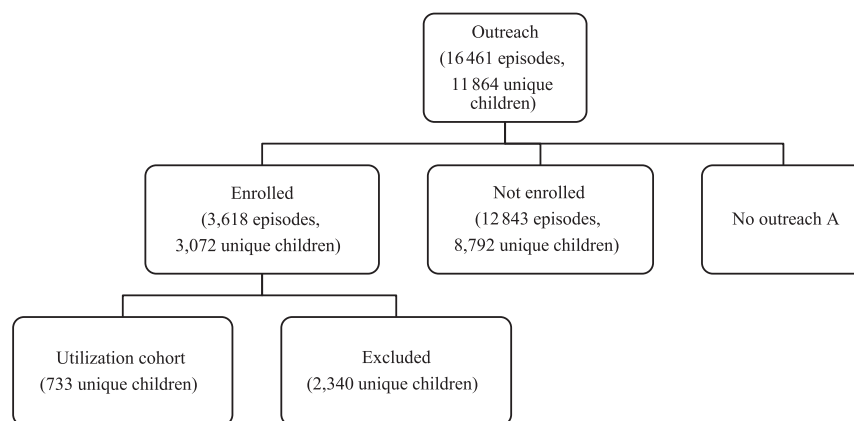 Outreach
(16 461 episodes,
11 864 unique
children)
Enrolled
(3,618 episodes,
3,072 unique children)
Not enrolled
(12 843 episodes,
8,792 unique children)
No outreach A
Utilization cohort
(733 unique children)
Excluded
(2,340 unique children)